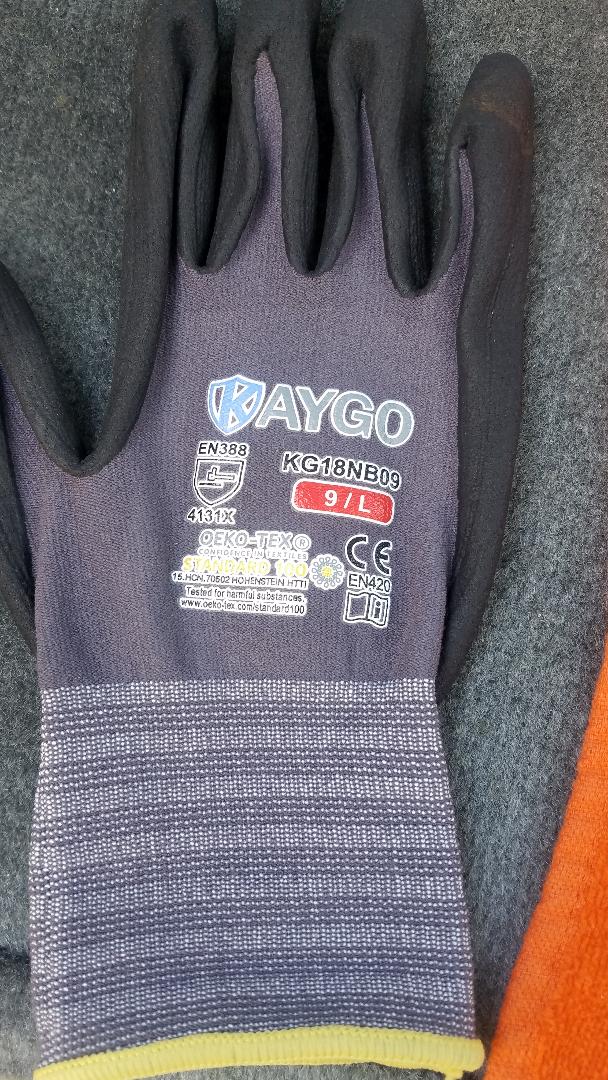 KAYGO
EN388
4131X
KG18NB09
9 / L
OEKO-TEX®
CONFIDENCE IN TEXTILES
STANDARD 100
15.HCN.70502 HOHENSTEIN HTTI
Tested for harmful substances.
www.oeko-tex.com/standard100
CE
EN420
i